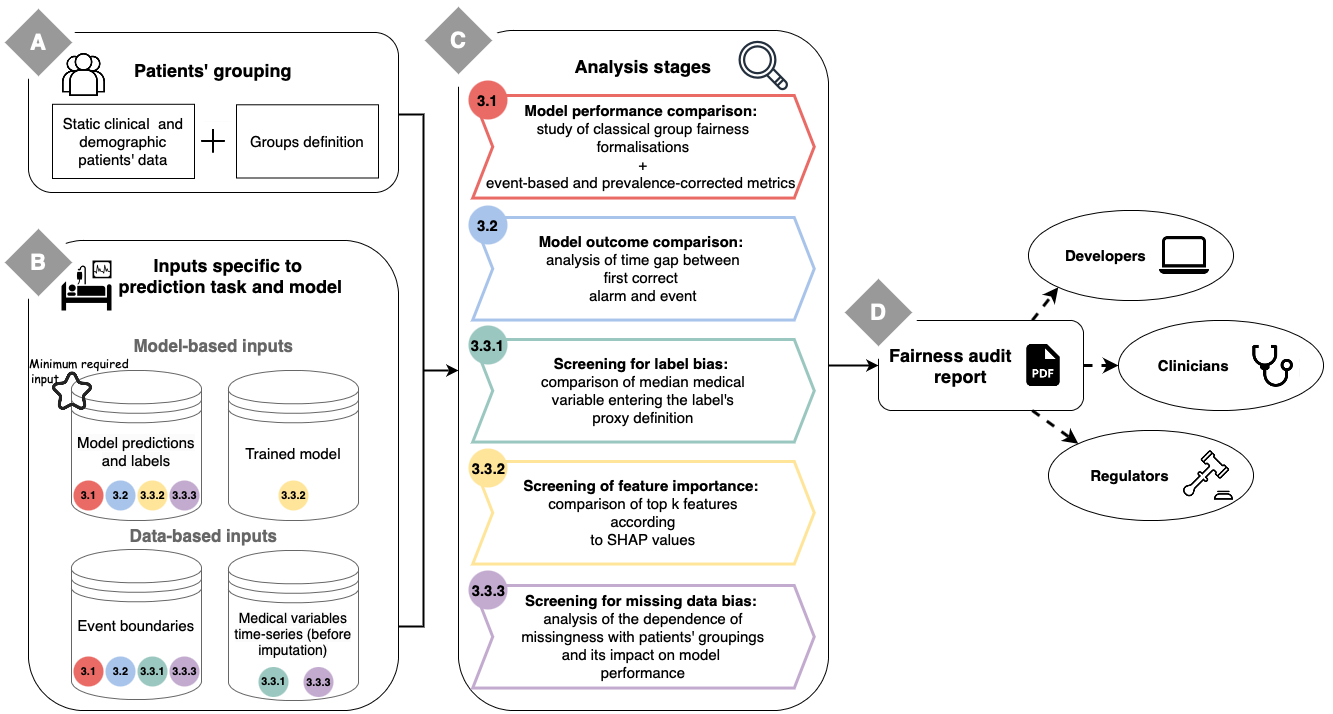 A
Patients' grouping
Static clinical and
demographic
patients' data
+
Groups definition
B
Inputs specific to
prediction task and model
Model-based inputs
Minimum required
input
Model predictions
and labels
3.1 3.2 3.3.2 3.3.3
Trained model
3.3.2
Data-based inputs
Event boundaries
3.1 3.2 3.3.1 3.3.3
Medical variables
time-series (before
imputation)
3.3.1 3.3.3
C
Analysis stages
3.1
Model performance comparison:
study of classical group fairness
formalisations
+
event-based and prevalence-corrected metrics
3.2
Model outcome comparison:
analysis of time gap between
first correct
alarm and event
3.3.1
Screening for label bias:
comparison of median medical
variable entering the label's
proxy definition
3.3.2
Screening of feature importance:
comparison of top k features
according
to SHAP values
3.3.3
Screening for missing data bias:
analysis of the dependence of
missingness with patients' groupings
and its impact on model
performance
D
Fairness audit
report
PDF
Developers
Clinicians
Regulators